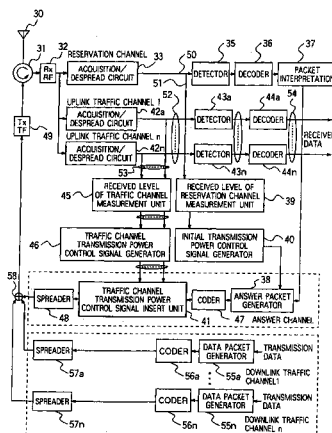 30
31
32
Rx
RF
RESERVATION CHANNEL
33
ACQUISITION/
DESPREAD CIRCUIT
50
51
35
DETECTOR
36
DECODER
37
PACKET
INTERPRETATION
UPLINK TRAFFIC CHANNEL 1
ACQUISITION/
DESPREAD CIRCUIT
42a
52
43a
DETECTOR
44a
DECODER
54
UPLINK TRAFFIC CHANNEL n
ACQUISITION/
DESPREAD CIRCUIT
42n
DETECTOR
43n
DECODER
44n
RECEIVED
DATA
Tx
TF
49
53
45
RECEIVED LEVEL
OF TRAFFIC CHANNEL
MEASUREMENT UNIT
RECEIVED LEVEL OF
RESERVATION CHANNEL
MEASUREMENT UNIT
39
46
TRAFFIC CHANNEL
TRANSMISSION POWER
CONTROL SIGNAL GENERATOR
INITIAL TRANSMISSION
POWER CONTROL
SIGNAL GENERATOR
40
58
SPREADER
48
TRAFFIC CHANNEL
TRANSMISSION POWER
CONTROL SIGNAL INSERT UNIT
41
CODER
47
38
ANSWER PACKET
GENERATOR
ANSWER CHANNEL
SPREADER
57a
CODER
56a
DATA PACKET
GENERATOR
55a
TRANSMISSION
DATA
DOWNLINK TRAFFIC
CHANNEL 1
SPREADER
57n
CODER
56n
DATA PACKET
GENERATOR
55n
TRANSMISSION
DATA
DOWNLINK TRAFFIC
CHANNEL n